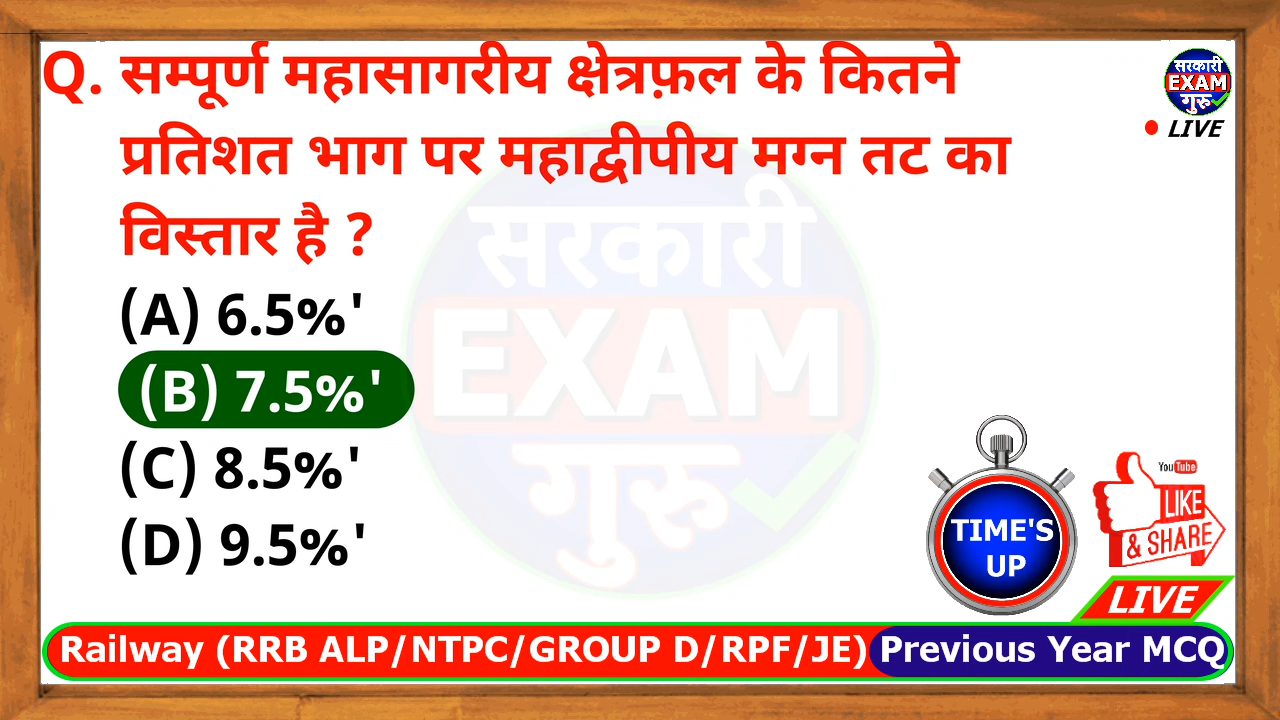 Q. सम्पूर्ण महासागरीय क्षेत्रफ़ल के कितने
प्रतिशत भाग पर महाद्वीपीय मग्न तट का
विस्तार है ?
(A) 6.5%'
(B) 7.5%'
(C) 8.5%'
(D) 9.5%'
सरकारी
EXAM
गुरू
LIVE
सरकारी
EXAM
गुरू
TIME'S
UP
YouTube
LIKE
& SHARE
LIVE
Railway (RRB ALP/NTPC/GROUP D/RPF/JE) Previous Year MCQ